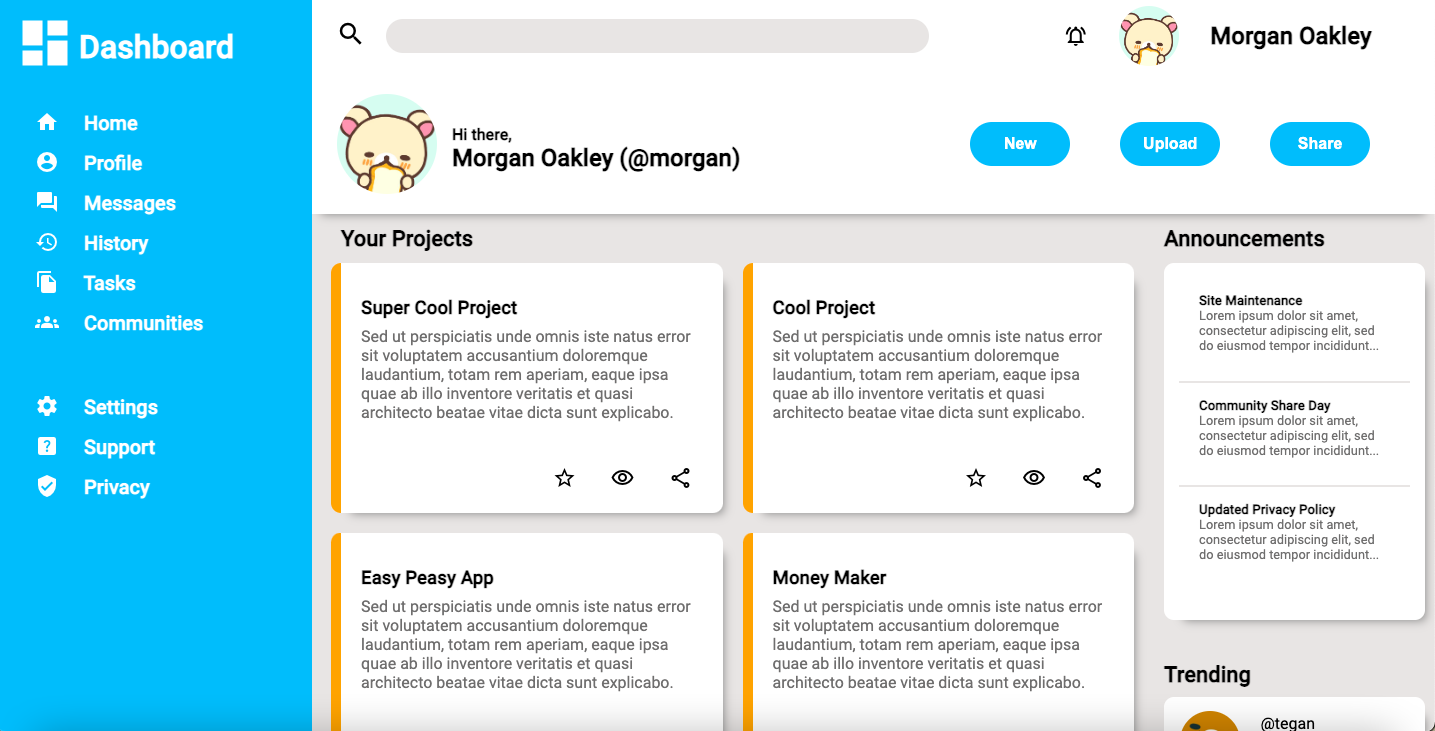 Dashboard
Home
Profile
Messages
History
Tasks
Communities
Settings
Support
Privacy
Morgan Oakley
Hi there,
Morgan Oakley (@morgan)
New
Upload
Share
Your Projects
Super Cool Project
Sed ut perspiciatis unde omnis iste natus error
sit voluptatem accusantium doloremque
laudantium, totam rem aperiam, eaque ipsa
quae ab illo inventore veritatis et quasi
architecto beatae vitae dicta sunt explicabo.
Cool Project
Sed ut perspiciatis unde omnis iste natus error
sit voluptatem accusantium doloremque
laudantium, totam rem aperiam, eaque ipsa
quae ab illo inventore veritatis et quasi
architecto beatae vitae dicta sunt explicabo.
Easy Peasy App
Sed ut perspiciatis unde omnis iste natus error
sit voluptatem accusantium doloremque
laudantium, totam rem aperiam, eaque ipsa
quae ab illo inventore veritatis et quasi
architecto beatae vitae dicta sunt explicabo.
Money Maker
Sed ut perspiciatis unde omnis iste natus error
sit voluptatem accusantium doloremque
laudantium, totam rem aperiam, eaque ipsa
quae ab illo inventore veritatis et quasi
architecto beatae vitae dicta sunt explicabo.
Announcements
Site Maintenance
Lorem ipsum dolor sit amet,
consectetur adipiscing elit, sed
do eiusmod tempor incididunt...
Community Share Day
Lorem ipsum dolor sit amet,
consectetur adipiscing elit, sed
do eiusmod tempor incididunt...
Updated Privacy Policy
Lorem ipsum dolor sit amet,
consectetur adipiscing elit, sed
do eiusmod tempor incididunt...
Trending
@tegan